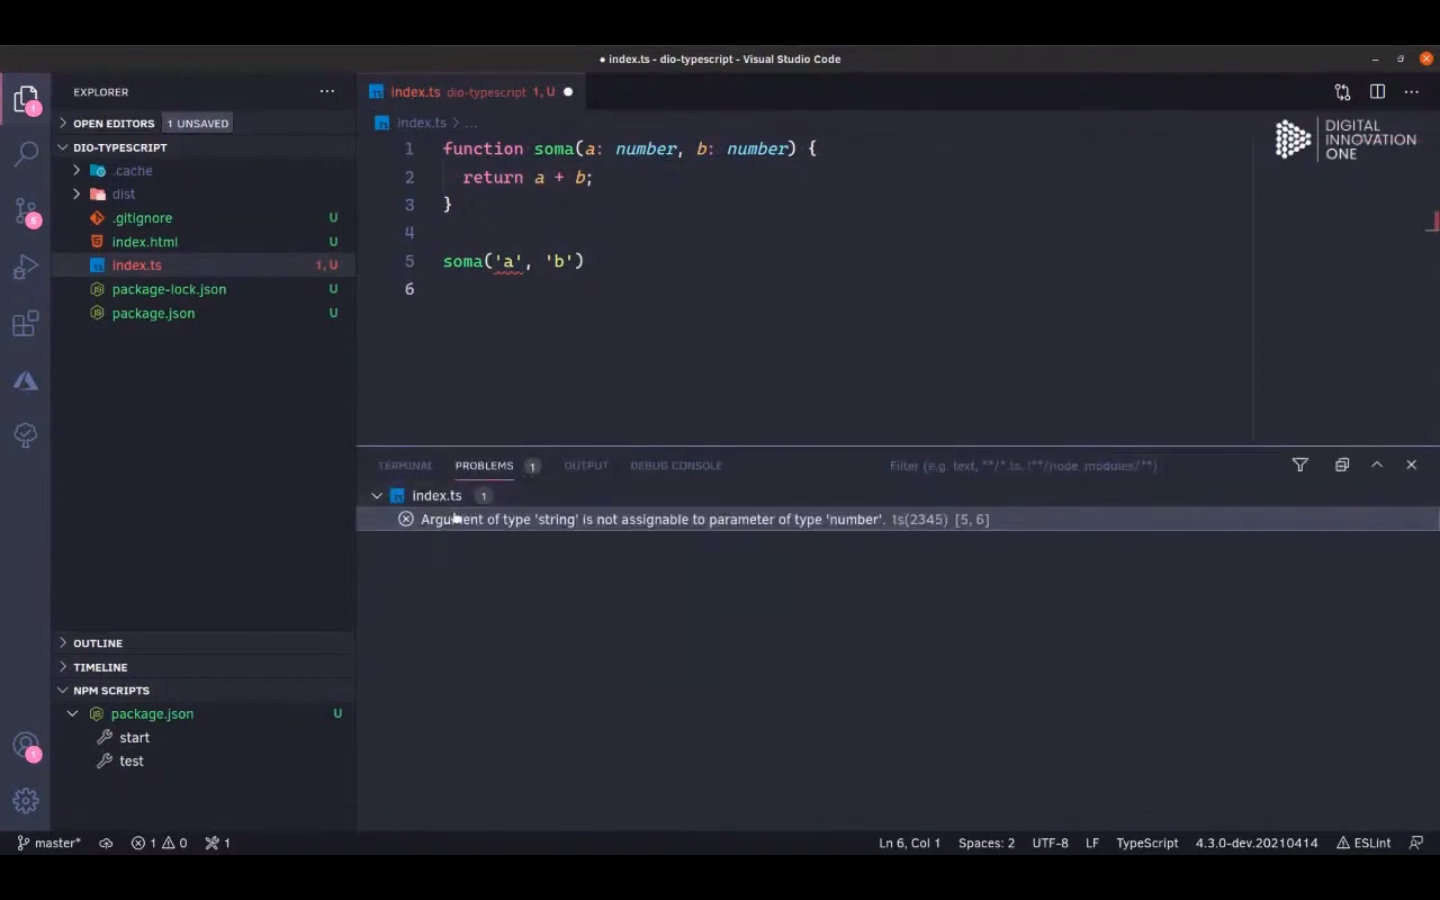 ● index.ts - dio-typescript - Visual Studio Code
EXPLORER ···
OPEN EDITORS 1 UNSAVED
DIO-TYPESCRIPT
.cache
dist
.gitignore U
index.html U
index.ts 1, U
package-lock.json U
package.json U
OUTLINE
TIMELINE
NPM SCRIPTS
package.json U
start
test
1
5
1
index.ts dio-typescript 1, U ●
index.ts > ...
DIGITAL
INNOVATION
ONE
1 function soma(a: number, b: number) {
2 return a + b;
3 }
4
5 soma('a', 'b')
6
TERMINAL PROBLEMS 1 OUTPUT DEBUG CONSOLE Filter (e.g. text, **/*.ts, !**/node_modules/**)
index.ts 1
Argument of type 'string' is not assignable to parameter of type 'number'. ts(2345) [5, 6]
master* 1 0 1 Ln 6, Col 1 Spaces: 2 UTF-8 LF TypeScript 4.3.0-dev.20210414 ESLint